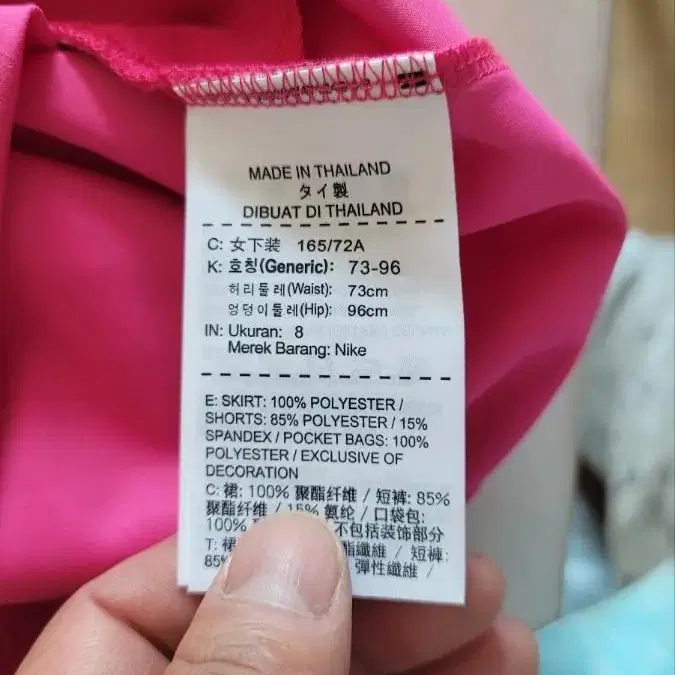 MADE IN THAILAND
タイ製
DIBUAT DI THAILAND
C: 女下装 165/72A
K: 호칭(Generic): 73-96
허리둘레(Waist): 73cm
엉덩이둘레(Hip): 96cm
IN: Ukuran: 8
Merek Barang: Nike
E: SKIRT: 100% POLYESTER /
SHORTS: 85% POLYESTER / 15%
SPANDEX / POCKET BAGS: 100%
POLYESTER / EXCLUSIVE OF
DECORATION
C: 裙: 100% 聚酯纤维 / 短裤: 85%
聚酯纤维 / 15% 氨纶 / 口袋包:
100% 不包括装饰部分
T: 裙 酯纖維 / 短褲:
85% 彈性纖維 /